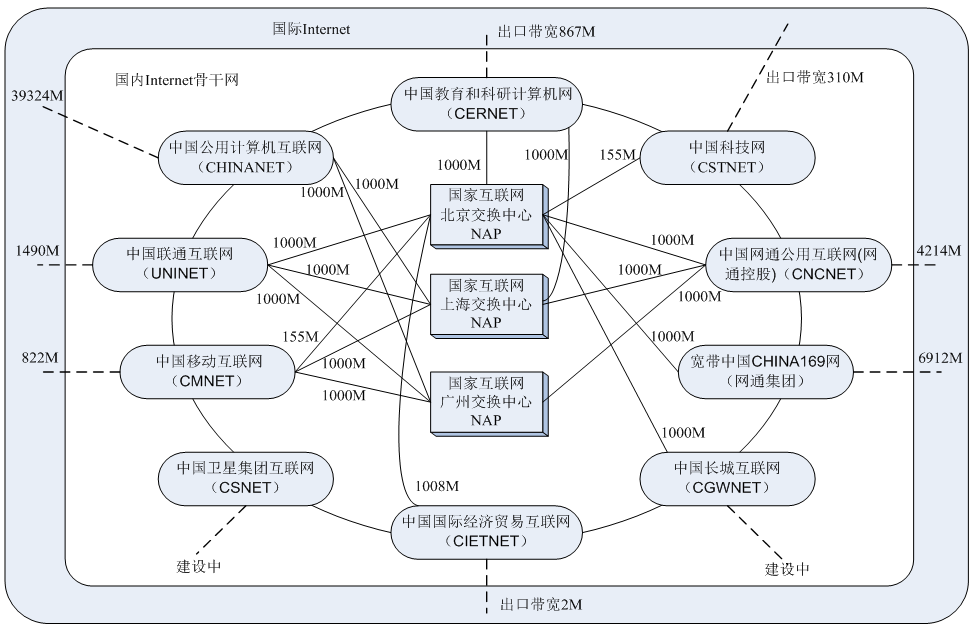 国际Internet
出口带宽867M
国内Internet骨干网
出口带宽310M
39324M
中国教育和科研计算机网
（CERNET）
中国公用计算机互联网
（CHINANET）
中国科技网
（CSTNET）
1000M
1000M
155M
1000M
1000M
国家互联网
北京交换中心
NAP
1490M
中国联通互联网
（UNINET）
1000M
1000M
1000M
1000M
1000M
1000M
中国网通公用互联网(网
通控股)（CNCNET）
4214M
国家互联网
上海交换中心
NAP
822M
中国移动互联网
（CMNET）
155M
1000M
1000M
1000M
宽带中国CHINA169网
（网通集团）
6912M
国家互联网
广州交换中心
NAP
1000M
中国卫星集团互联网
（CSNET）
1008M
中国长城互联网
（CGWNET）
中国国际经济贸易互联网
（CIETNET）
建设中
建设中
出口带宽2M